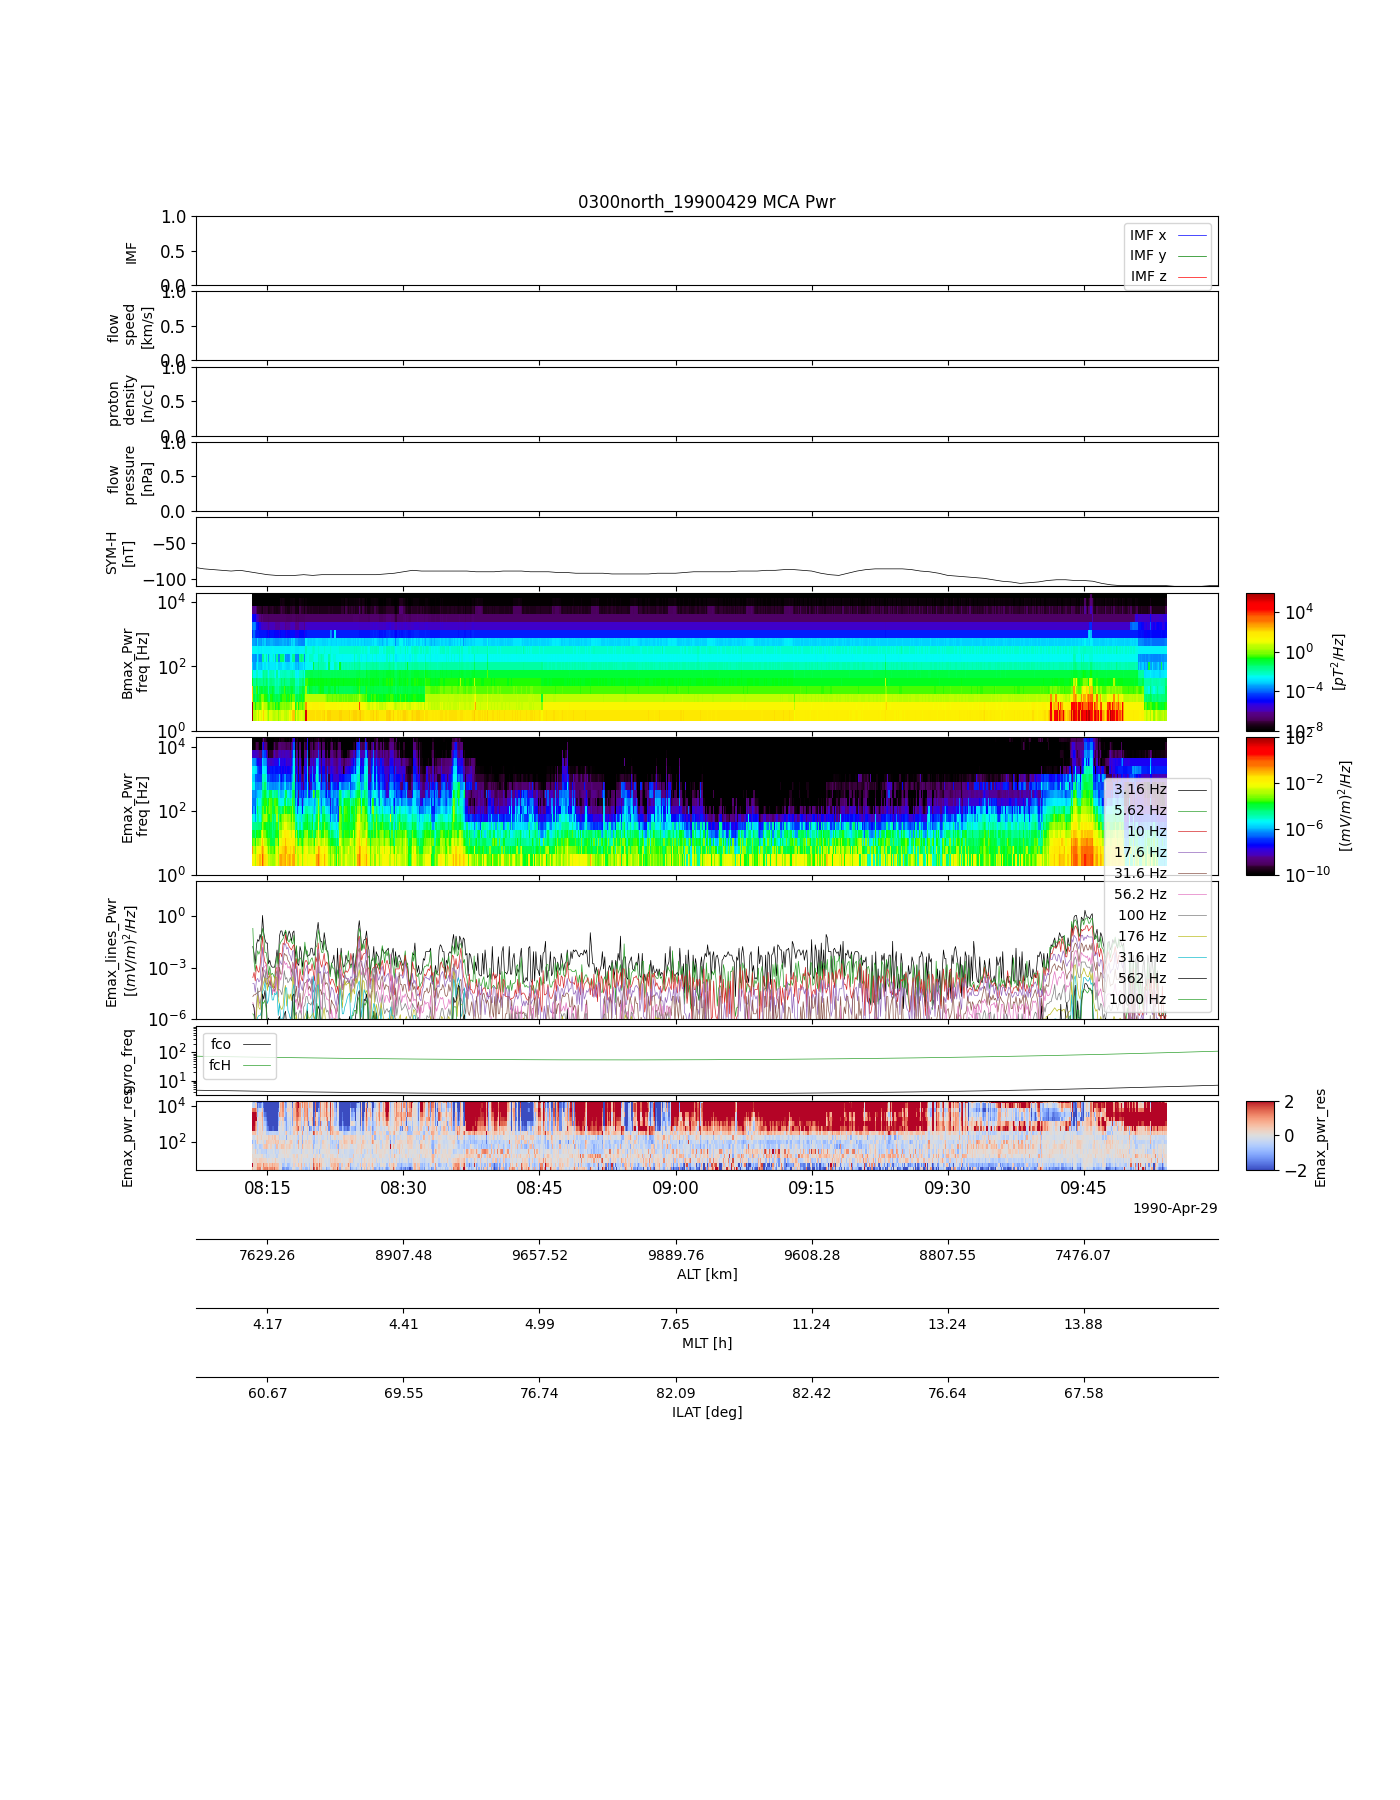 0300north_19900429 MCA Pwr
1.0
0.5
0.0
IMF
IMF x
IMF y
IMF z
1.0
0.5
0.0
flow
speed
[km/s]
1.0
0.5
0.0
proton
density
[n/cc]
1.0
0.5
0.0
flow
pressure
[nPa]
−50
−100
SYM-H
[nT]
10^4
10^2
10^0
Bmax_Pwr
freq [Hz]
10^4
10^0
10^−4
10^−8
[pT^2/Hz]
10^4
10^2
10^0
Emax_Pwr
freq [Hz]
10^2
10^−2
10^−6
10^−10
[(mV/m)^2/Hz]
3.16 Hz
5.62 Hz
10 Hz
17.6 Hz
31.6 Hz
56.2 Hz
100 Hz
176 Hz
316 Hz
562 Hz
1000 Hz
10^0
10^−3
10^−6
Emax_lines_Pwr
[(mV/m)^2/Hz]
10^2
10^1
gyro_freq
fco
fcH
10^4
10^2
Emax_pwr_res
2
0
−2
Emax_pwr_res
08:15 08:30 08:45 09:00 09:15 09:30 09:45
1990-Apr-29
7629.26 8907.48 9657.52 9889.76 9608.28 8807.55 7476.07
ALT [km]
4.17 4.41 4.99 7.65 11.24 13.24 13.88
MLT [h]
60.67 69.55 76.74 82.09 82.42 76.64 67.58
ILAT [deg]